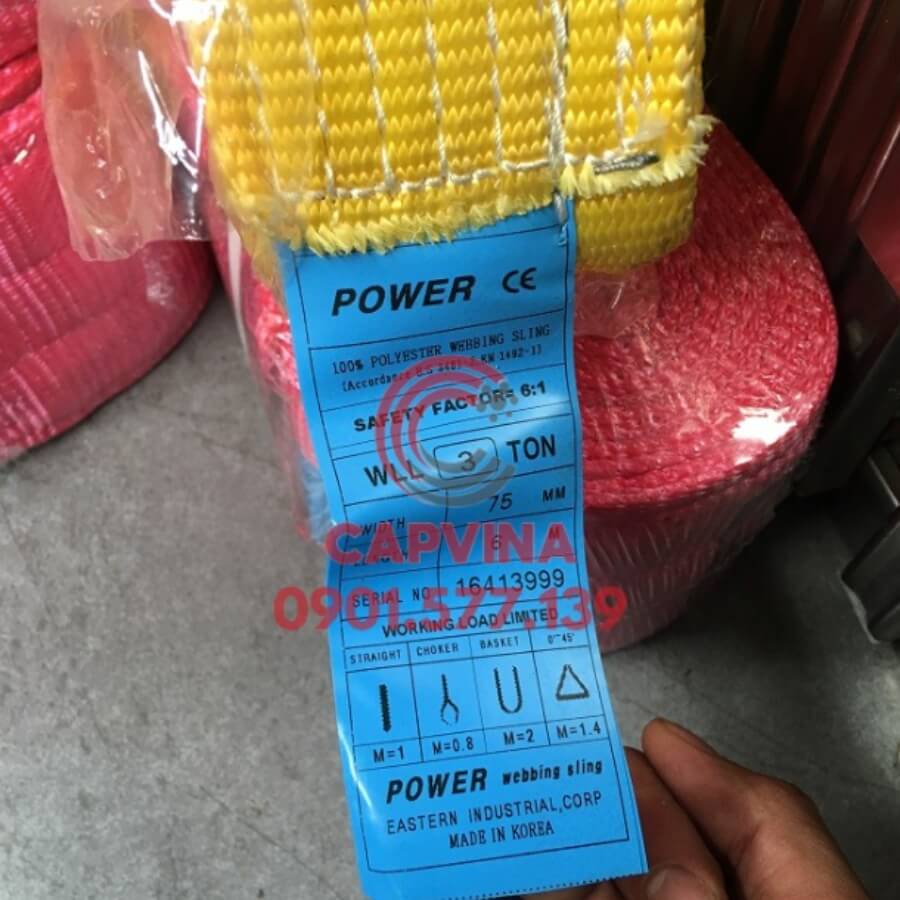 POWER CE
100% POLYESTER WEBBING SLING
SAFETY FACTOR= 6:1
WLL 3 TON
WIDTH 75 MM
LENGTH 6 M
SERIAL NO 16413999
WORKING LOAD LIMITED
STRAIGHT CHOKER BASKET 0~45°
M=1 M=0.8 M=2 M=1.4
POWER webbing sling
EASTERN INDUSTRIAL,CORP
MADE IN KOREA
CAPVINA
0901.577.139